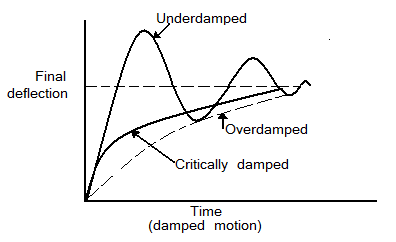 Underdamped
Final
deflection
Overdamped
Critically damped
Time
(damped motion)